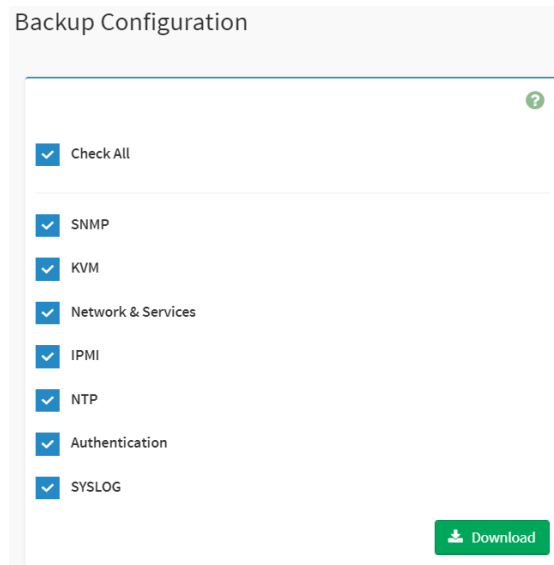 Backup Configuration
Check All
SNMP
KVM
Network & Services
IPMI
NTP
Authentication
SYSLOG
Download